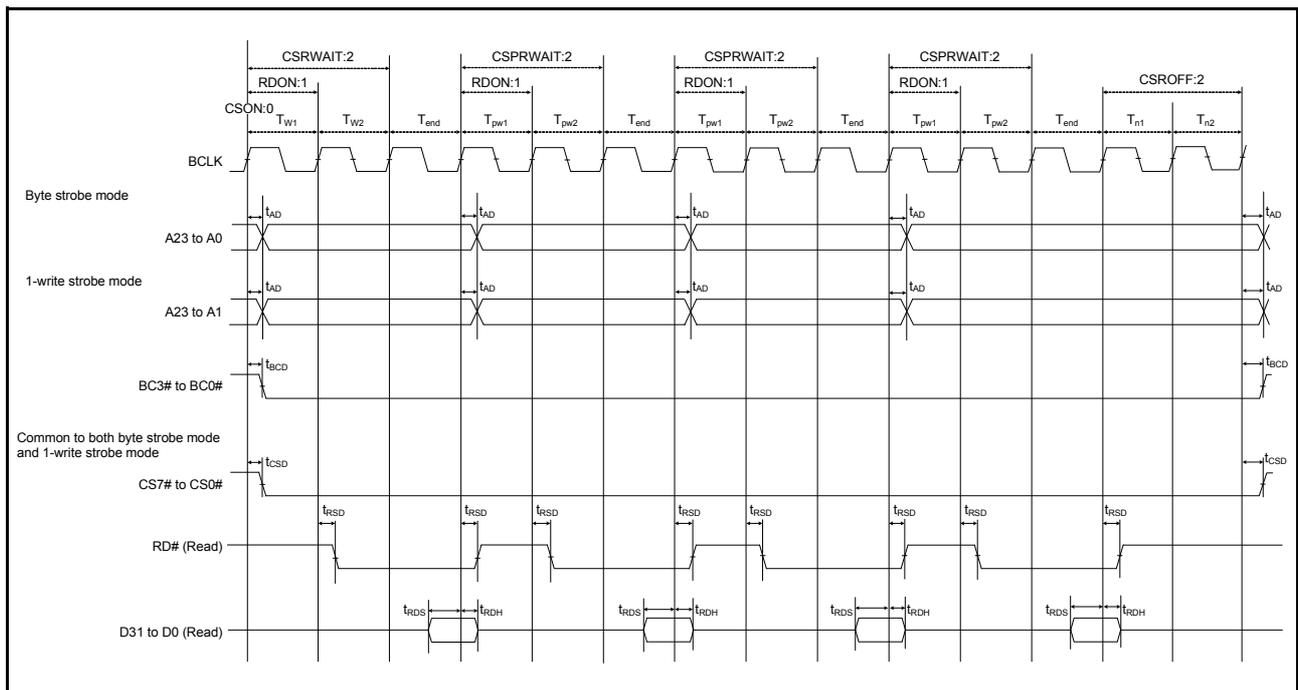 CSRWAIT:2 CSPRWAIT:2 CSPRWAIT:2 CSPRWAIT:2
RDON:1 RDON:1 RDON:1 RDON:1 CSROFF:2
CSON:0
TW1 TW2 Tend Tpw1 Tpw2 Tend Tpw1 Tpw2 Tend Tpw1 Tpw2 Tend Tn1 Tn2
BCLK
Byte strobe mode
tAD tAD tAD tAD tAD
A23 to A0
1-write strobe mode
tAD tAD tAD tAD tAD
A23 to A1
tBCD tBCD
BC3# to BC0#
Common to both byte strobe mode
and 1-write strobe mode
tCSD tCSD
CS7# to CS0#
tRSD tRSD tRSD tRSD tRSD tRSD tRSD tRSD
RD# (Read)
tRDS tRDH tRDS tRDH tRDS tRDH tRDS tRDH
D31 to D0 (Read)